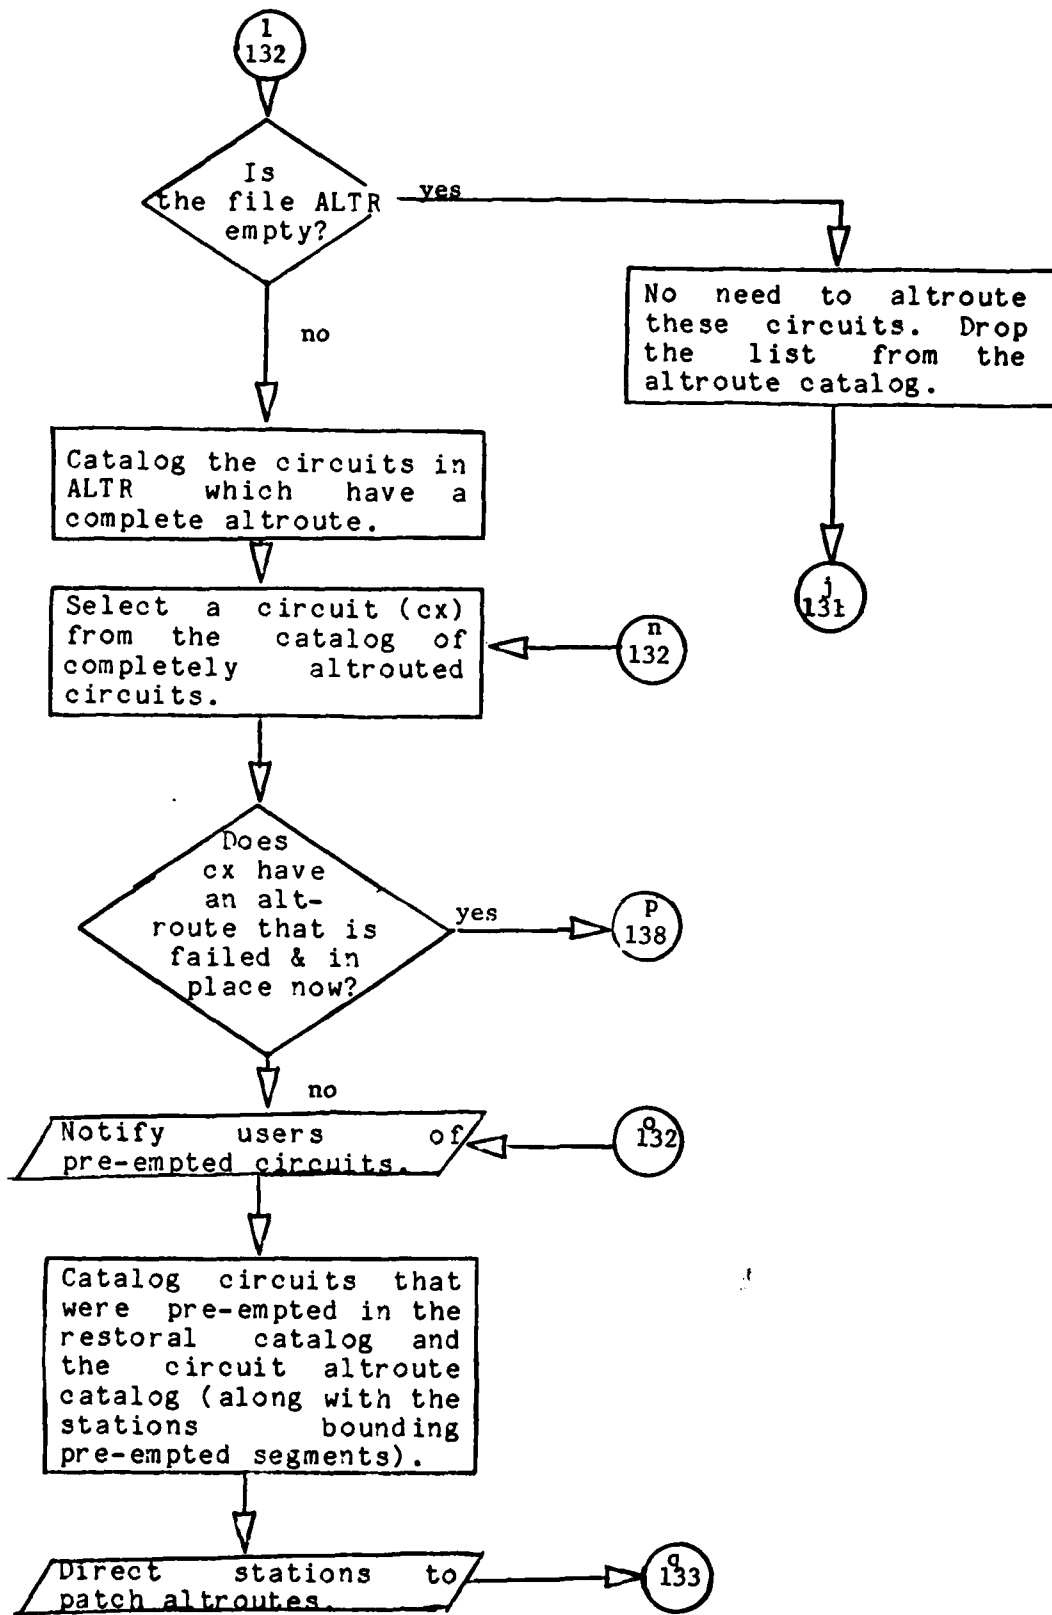 1
132
Is
the file ALTR
empty?
yes
no
No need to altroute
these circuits. Drop
the list from the
altroute catalog.
j
131
Catalog the circuits in
ALTR which have a
complete altroute.
Select a circuit (cx)
from the catalog of
completely altrouted
circuits.
n
132
Does
cx have
an alt-
route that is
failed & in
place now?
yes
p
138
no
Notify users of
pre-empted circuits.
o
132
Catalog circuits that
were pre-empted in the
restoral catalog and
the circuit altroute
catalog (along with the
stations bounding
pre-empted segments).
Direct stations to
patch altroutes.
q
133